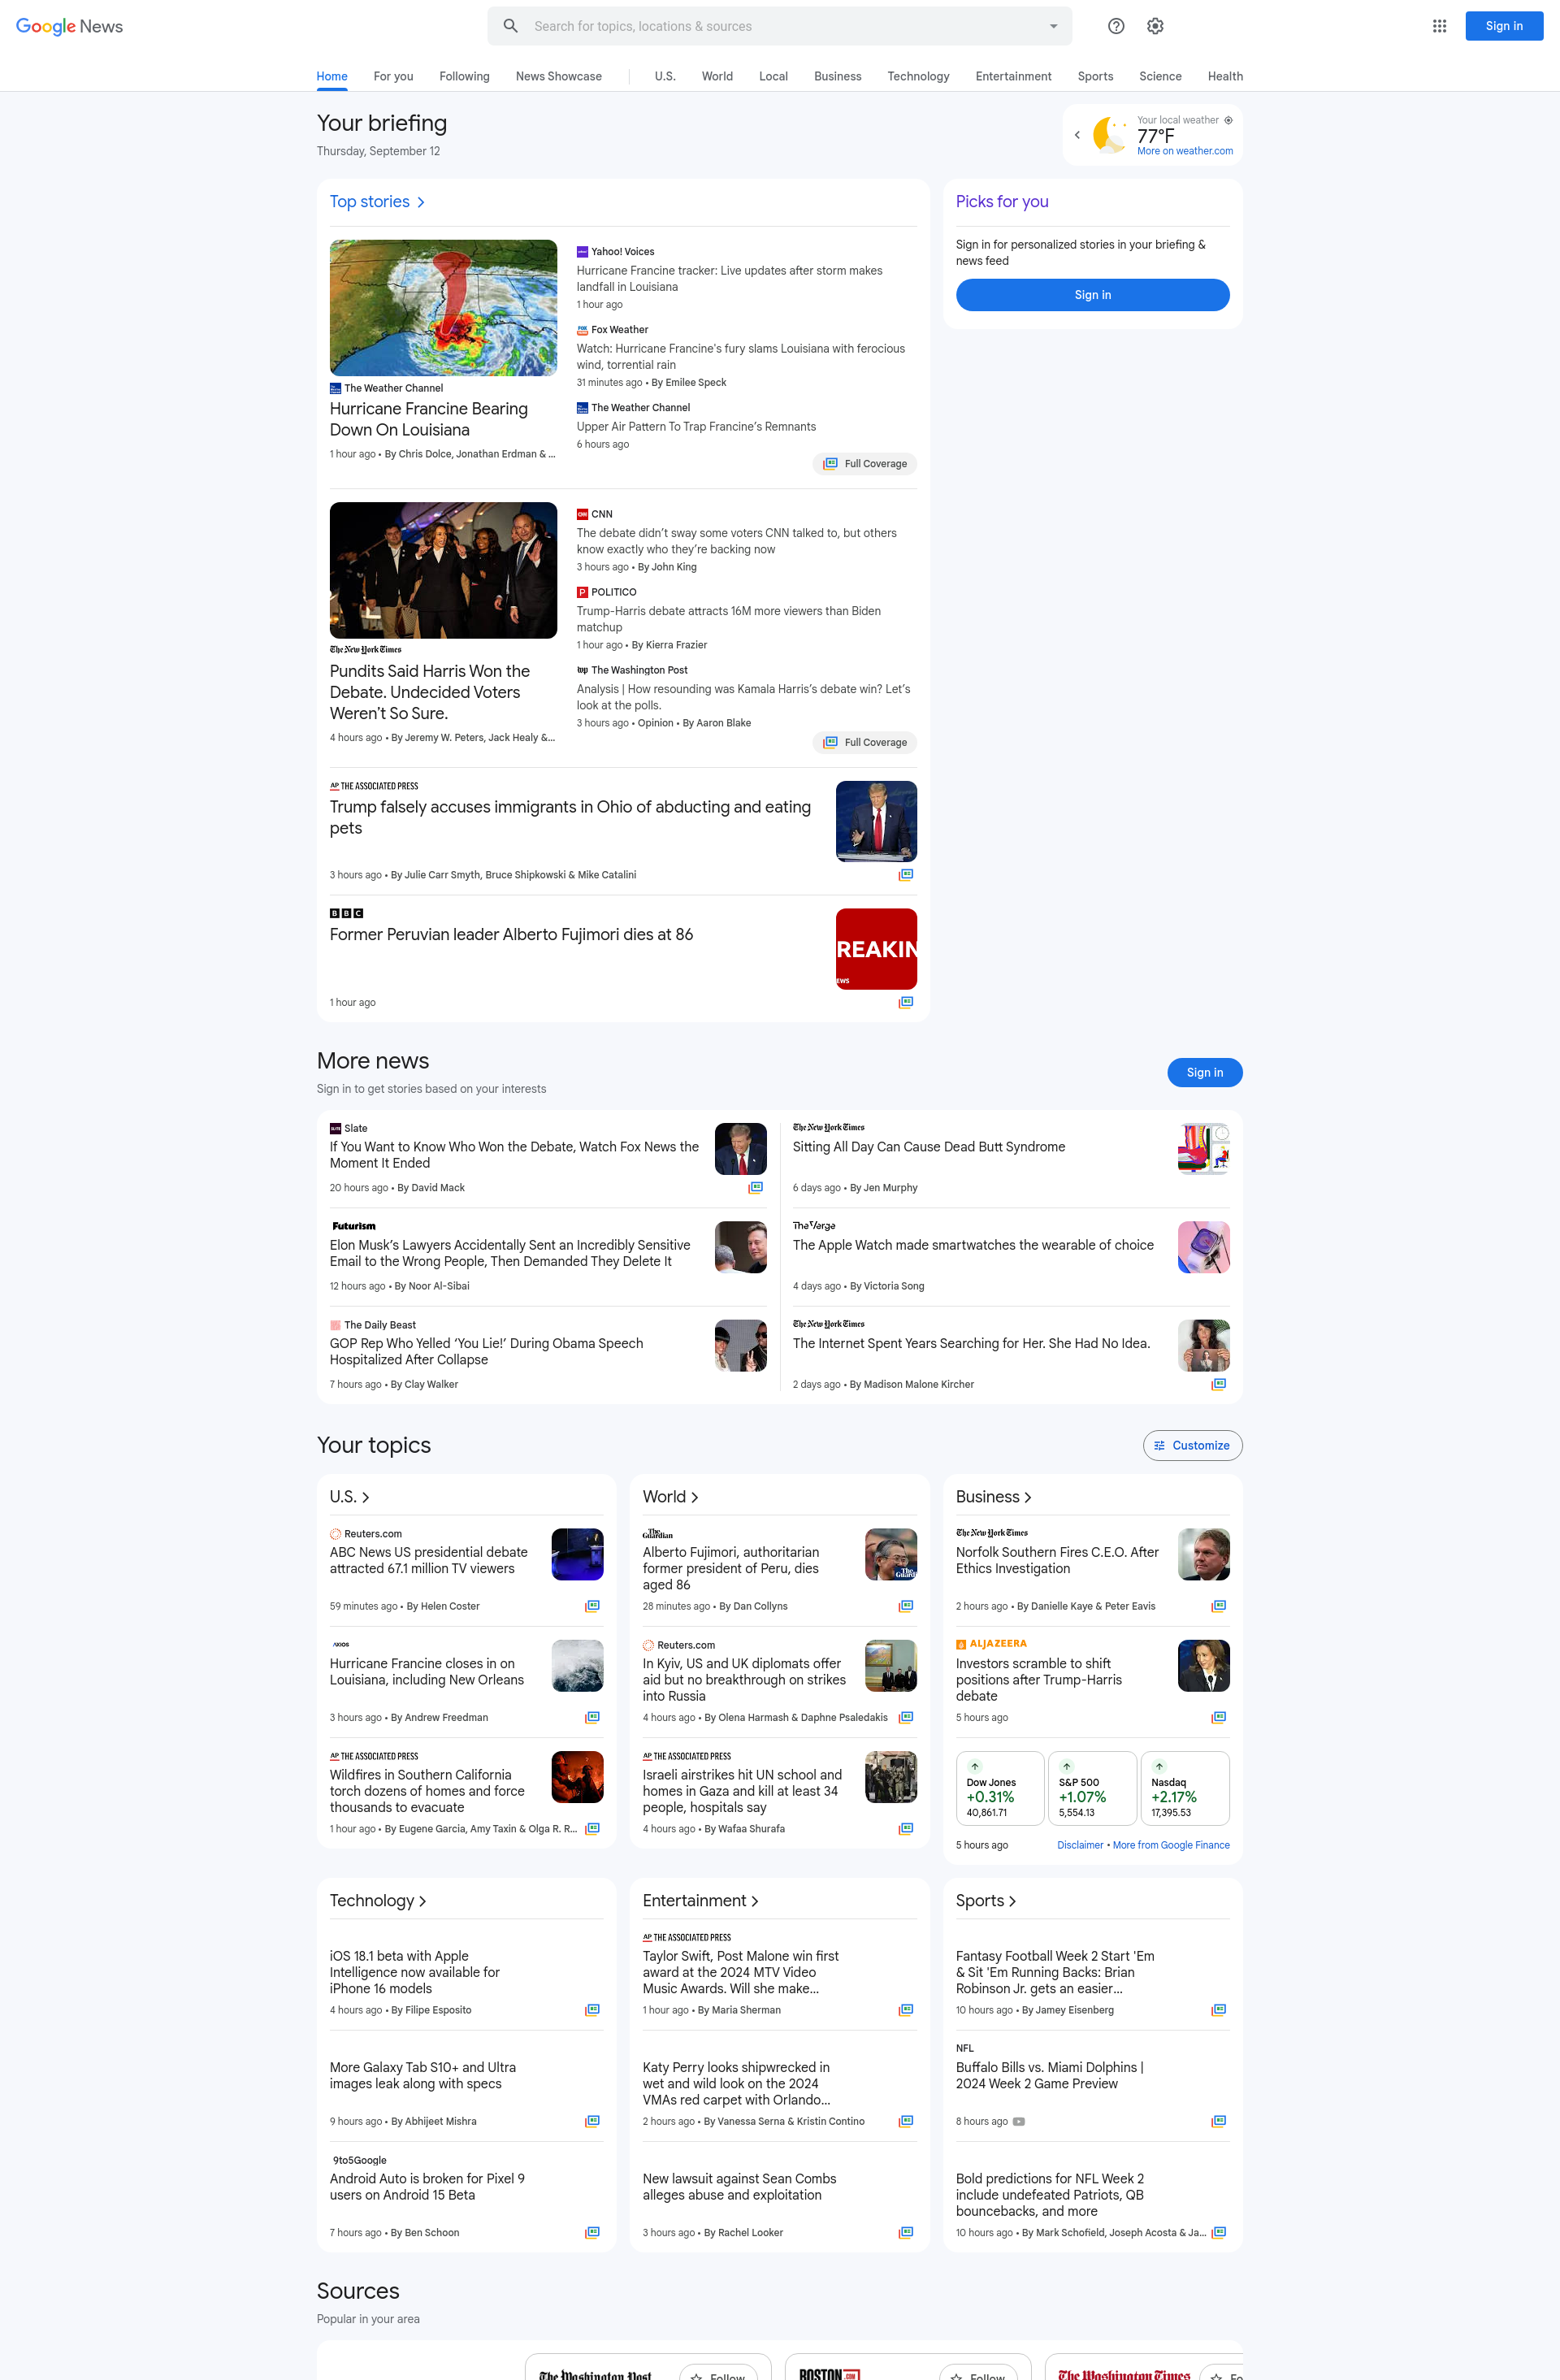 Google News
Search for topics, locations & sources
Sign in
Home
For you
Following
News Showcase
U.S.
World
Local
Business
Technology
Entertainment
Sports
Science
Health
Your briefing
Thursday, September 12
Your local weather
77°F
More on weather.com
Top stories
The Weather Channel
Hurricane Francine Bearing
Down On Louisiana
1 hour ago • By Chris Dolce, Jonathan Erdman & ...
Yahoo! Voices
Hurricane Francine tracker: Live updates after storm makes
landfall in Louisiana
1 hour ago
Fox Weather
Watch: Hurricane Francine's fury slams Louisiana with ferocious
wind, torrential rain
31 minutes ago • By Emilee Speck
The Weather Channel
Upper Air Pattern To Trap Francine's Remnants
6 hours ago
Full Coverage
Picks for you
Sign in for personalized stories in your briefing &
news feed
Sign in
The New York Times
Pundits Said Harris Won the
Debate. Undecided Voters
Weren't So Sure.
4 hours ago • By Jeremy W. Peters, Jack Healy &...
CNN
The debate didn't sway some voters CNN talked to, but others
know exactly who they're backing now
3 hours ago • By John King
POLITICO
Trump-Harris debate attracts 16M more viewers than Biden
matchup
1 hour ago • By Kierra Frazier
The Washington Post
Analysis | How resounding was Kamala Harris's debate win? Let's
look at the polls.
3 hours ago • Opinion • By Aaron Blake
Full Coverage
AP THE ASSOCIATED PRESS
Trump falsely accuses immigrants in Ohio of abducting and eating
pets
3 hours ago • By Julie Carr Smyth, Bruce Shipkowski & Mike Catalini
BBC
Former Peruvian leader Alberto Fujimori dies at 86
REAKIN
EWS
1 hour ago
More news
Sign in to get stories based on your interests
Sign in
Slate
If You Want to Know Who Won the Debate, Watch Fox News the
Moment It Ended
20 hours ago • By David Mack
Futurism
Elon Musk's Lawyers Accidentally Sent an Incredibly Sensitive
Email to the Wrong People, Then Demanded They Delete It
12 hours ago • By Noor Al-Sibai
The Daily Beast
GOP Rep Who Yelled 'You Lie!' During Obama Speech
Hospitalized After Collapse
7 hours ago • By Clay Walker
The New York Times
Sitting All Day Can Cause Dead Butt Syndrome
6 days ago • By Jen Murphy
The Verge
The Apple Watch made smartwatches the wearable of choice
4 days ago • By Victoria Song
The New York Times
The Internet Spent Years Searching for Her. She Had No Idea.
2 days ago • By Madison Malone Kircher
Your topics
Customize
U.S.
Reuters.com
ABC News US presidential debate
attracted 67.1 million TV viewers
59 minutes ago • By Helen Coster
AXIOS
Hurricane Francine closes in on
Louisiana, including New Orleans
3 hours ago • By Andrew Freedman
AP THE ASSOCIATED PRESS
Wildfires in Southern California
torch dozens of homes and force
thousands to evacuate
1 hour ago • By Eugene Garcia, Amy Taxin & Olga R. R...
World
The Guardian
Alberto Fujimori, authoritarian
former president of Peru, dies
aged 86
The Guard
28 minutes ago • By Dan Collyns
Reuters.com
In Kyiv, US and UK diplomats offer
aid but no breakthrough on strikes
into Russia
4 hours ago • By Olena Harmash & Daphne Psaledakis
AP THE ASSOCIATED PRESS
Israeli airstrikes hit UN school and
homes in Gaza and kill at least 34
people, hospitals say
4 hours ago • By Wafaa Shurafa
Business
The New York Times
Norfolk Southern Fires C.E.O. After
Ethics Investigation
2 hours ago • By Danielle Kaye & Peter Eavis
ALJAZEERA
Investors scramble to shift
positions after Trump-Harris
debate
5 hours ago
Dow Jones
+0.31%
40,861.71
S&P 500
+1.07%
5,554.13
Nasdaq
+2.17%
17,395.53
5 hours ago
Disclaimer • More from Google Finance
Technology
iOS 18.1 beta with Apple
Intelligence now available for
iPhone 16 models
4 hours ago • By Filipe Esposito
More Galaxy Tab S10+ and Ultra
images leak along with specs
9 hours ago • By Abhijeet Mishra
9to5Google
Android Auto is broken for Pixel 9
users on Android 15 Beta
7 hours ago • By Ben Schoon
Entertainment
AP THE ASSOCIATED PRESS
Taylor Swift, Post Malone win first
award at the 2024 MTV Video
Music Awards. Will she make...
1 hour ago • By Maria Sherman
Katy Perry looks shipwrecked in
wet and wild look on the 2024
VMAs red carpet with Orlando...
2 hours ago • By Vanessa Serna & Kristin Contino
New lawsuit against Sean Combs
alleges abuse and exploitation
3 hours ago • By Rachel Looker
Sports
Fantasy Football Week 2 Start 'Em
& Sit 'Em Running Backs: Brian
Robinson Jr. gets an easier...
10 hours ago • By Jamey Eisenberg
NFL
Buffalo Bills vs. Miami Dolphins |
2024 Week 2 Game Preview
8 hours ago
Bold predictions for NFL Week 2
include undefeated Patriots, QB
bouncebacks, and more
10 hours ago • By Mark Schofield, Joseph Acosta & Ja...
Sources
Popular in your area
The Washington Post
Follow
BOSTON.COM
Follow
The Washington Times
Fo